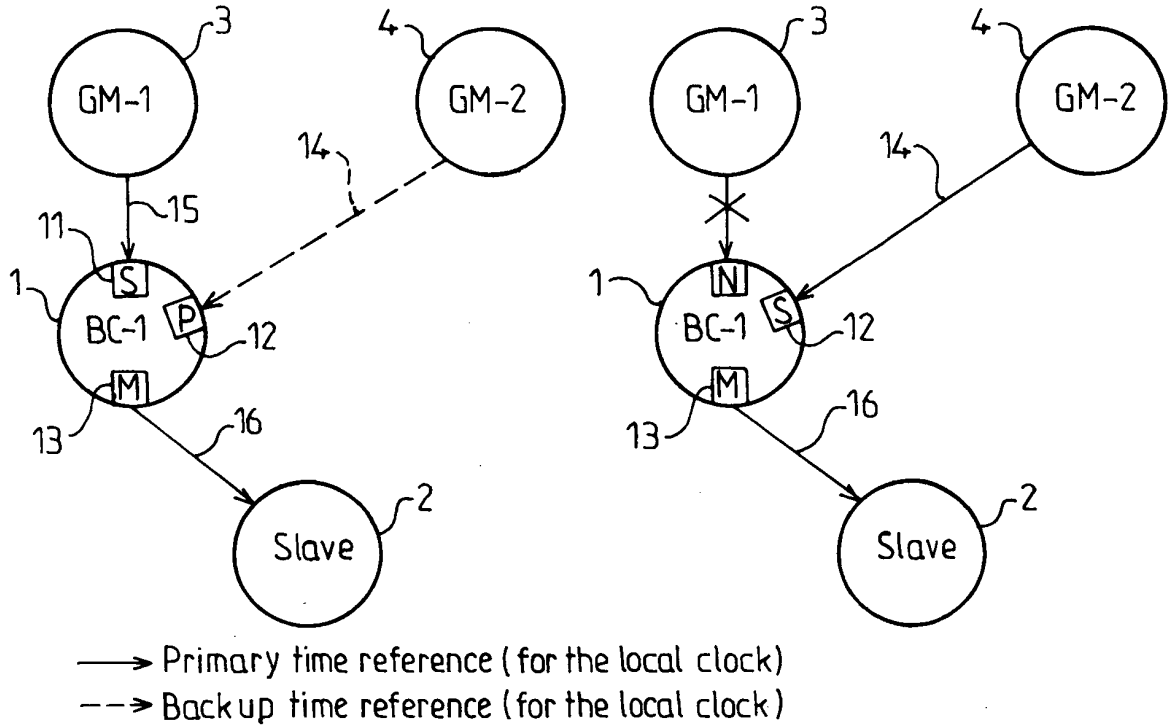 3
4
GM-1
GM-2
14
15
11
S
1
P
BC-1
12
M
13
16
2
Slave
3
4
GM-1
GM-2
14
N
1
S
BC-1
12
M
13
16
2
Slave
Primary time reference (for the local clock)
Backup time reference (for the local clock)